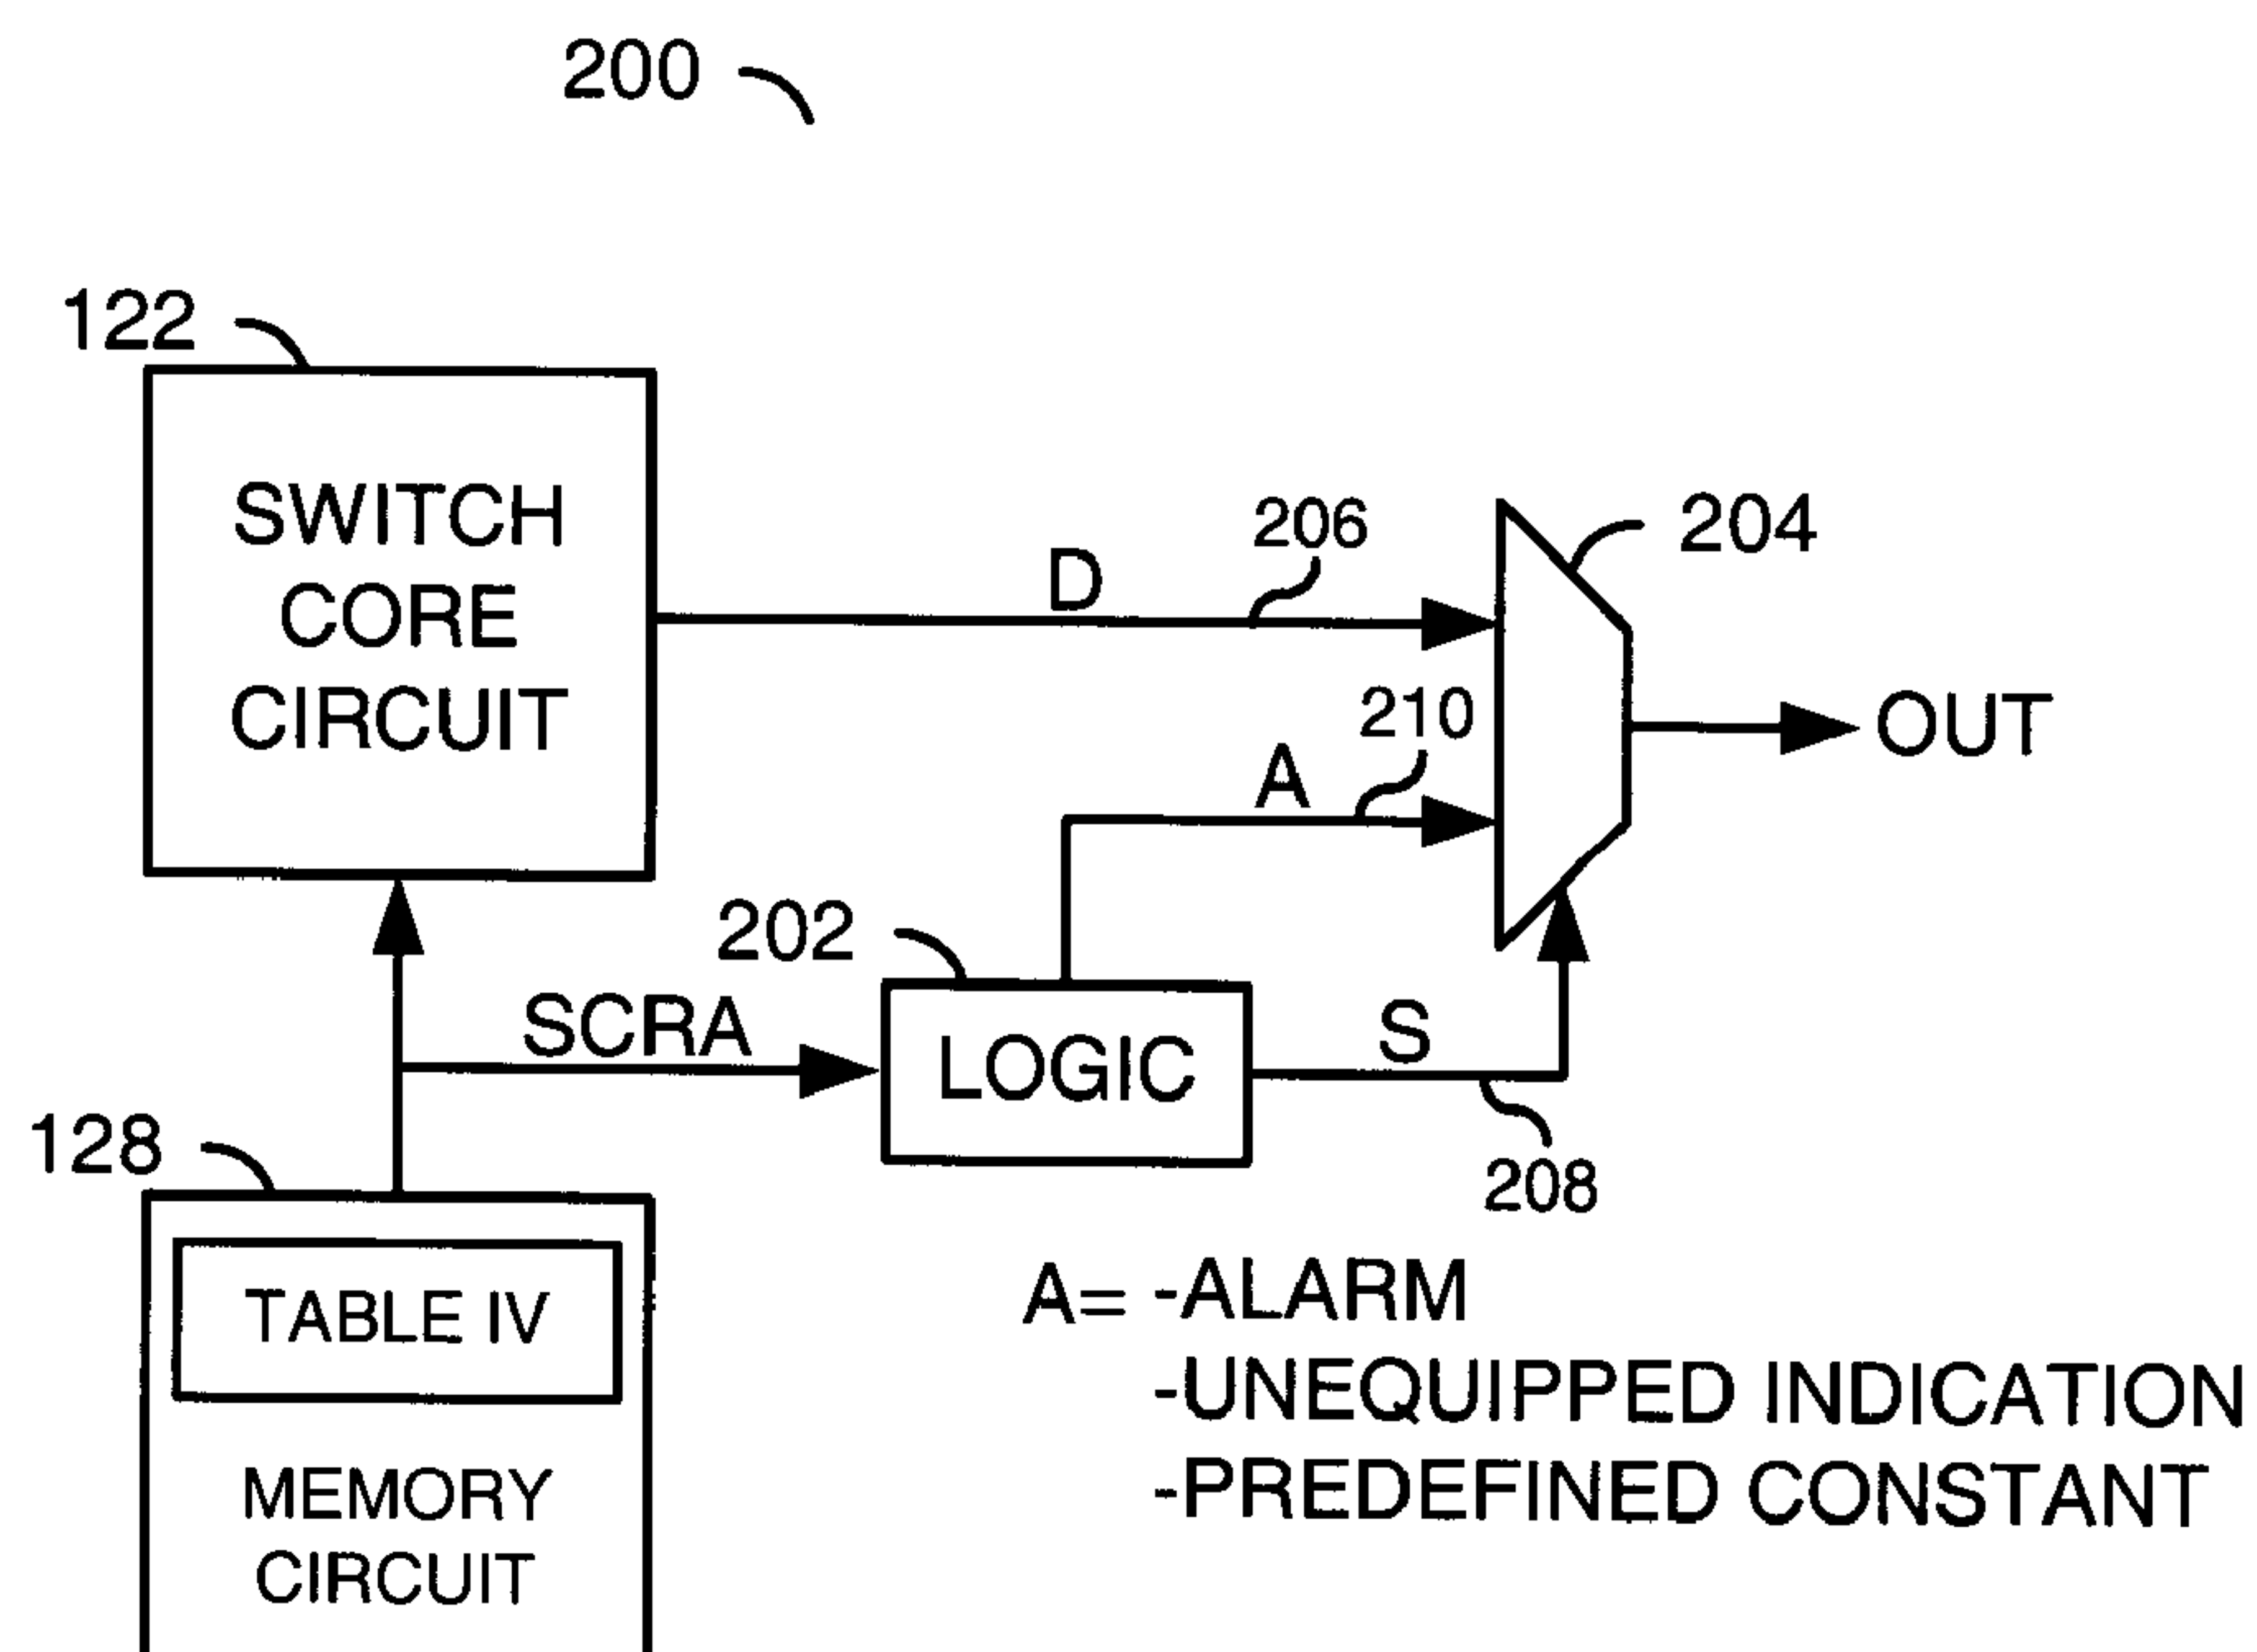 200
122
SWITCH
CORE
CIRCUIT
D
206
204
210
A
OUT
202
SCRA
LOGIC
S
208
128
TABLE IV
MEMORY
CIRCUIT
A= -ALARM
-UNEQUIPPED INDICATION
-PREDEFINED CONSTANT